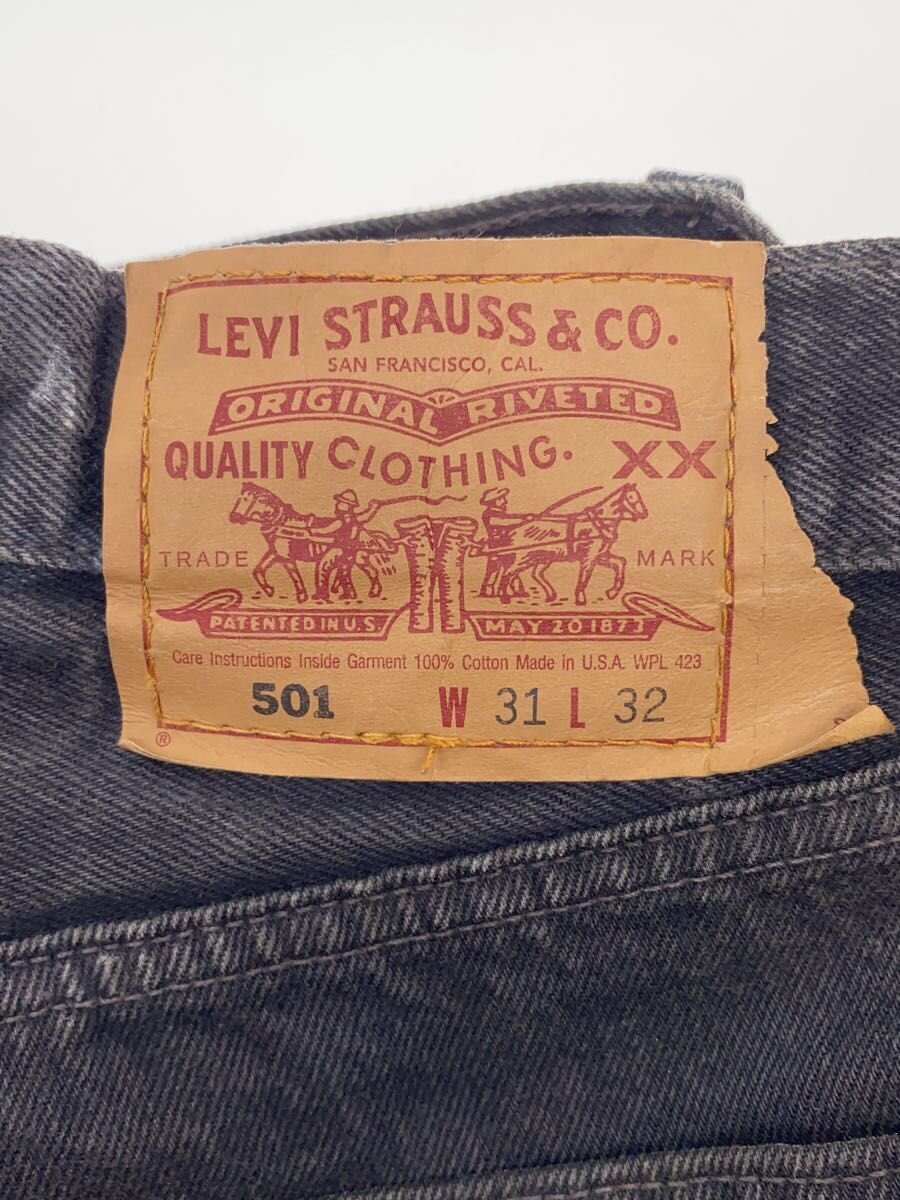 LEVI STRAUSS & CO.
SAN FRANCISCO, CAL.
ORIGINAL RIVETED
QUALITY CLOTHING. XX
TRADE MARK
PATENTED IN U.S. MAY 20 1873
Care Instructions Inside Garment 100% Cotton Made in U.S.A. WPL 423
501 W 31 L 32
®